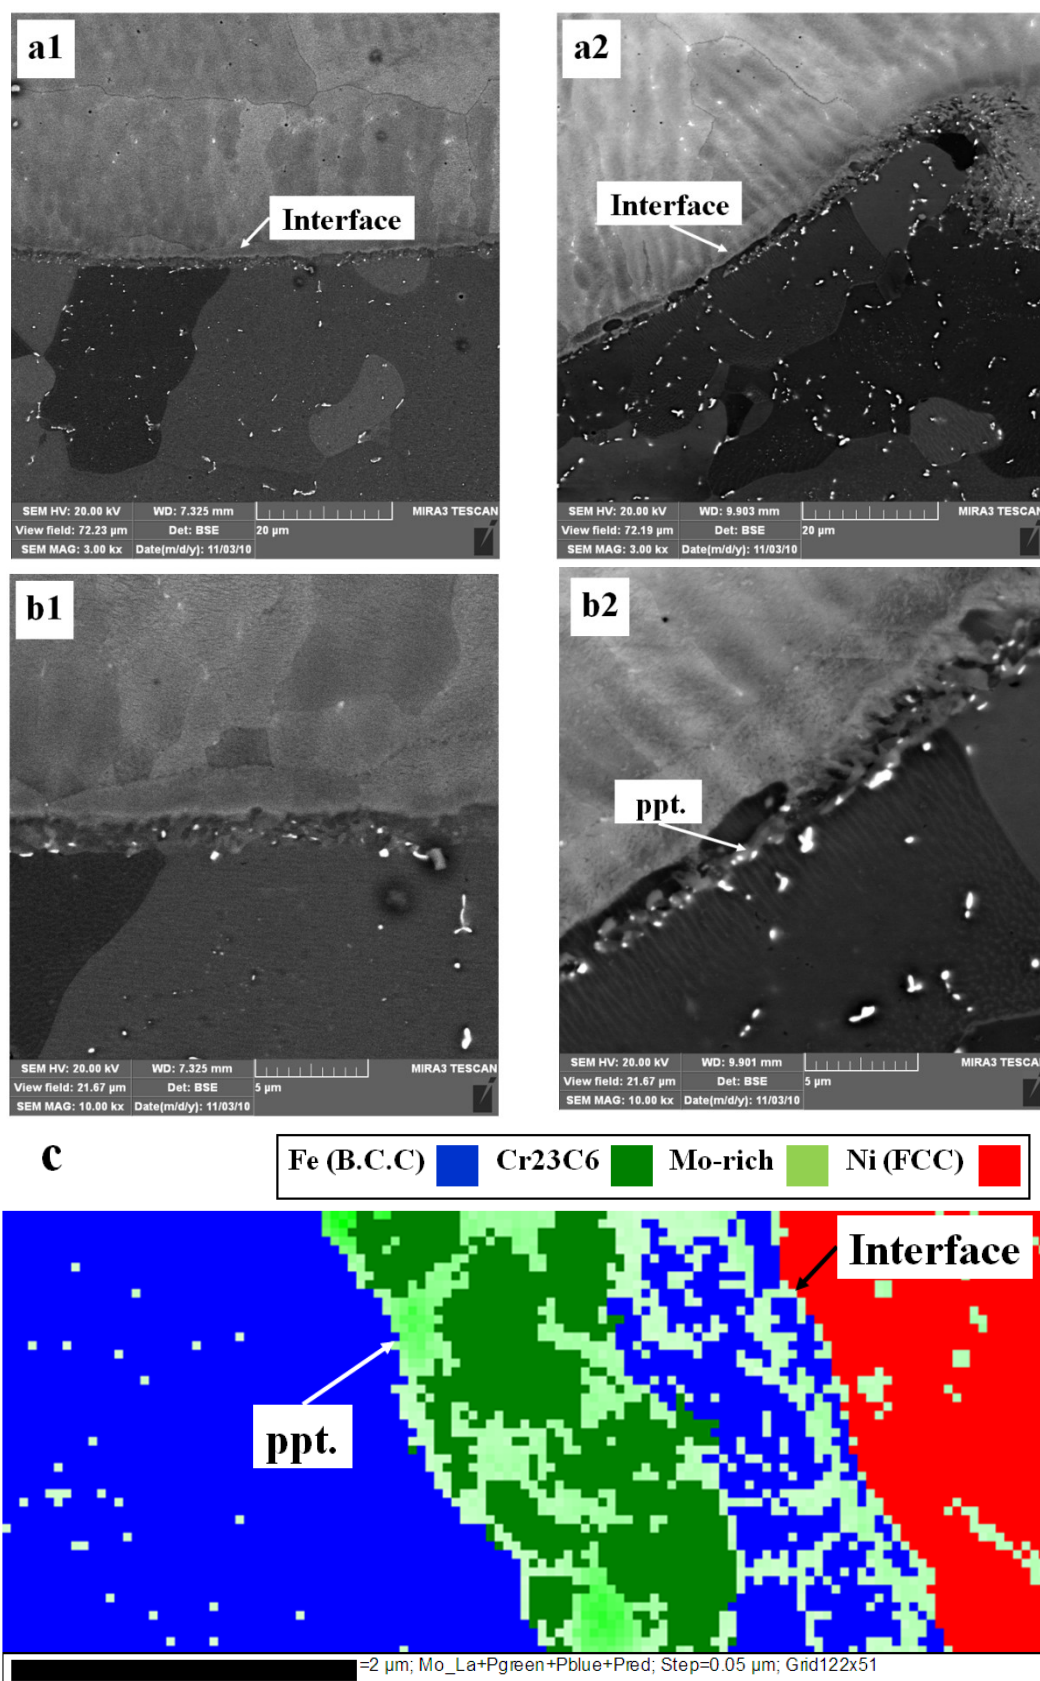 a1
Interface
SEM HV: 20.00 kV WD: 7.325 mm MIRA3 TESCAN
View field: 72.23 µm Det: BSE 20 µm
SEM MAG: 3.00 kx Date(m/d/y): 11/03/10
a2
Interface
SEM HV: 20.00 kV WD: 9.903 mm MIRA3 TESCAN
View field: 72.19 µm Det: BSE 20 µm
SEM MAG: 3.00 kx Date(m/d/y): 11/03/10
b1
SEM HV: 20.00 kV WD: 7.325 mm MIRA3 TESCAN
View field: 21.67 µm Det: BSE 5 µm
SEM MAG: 10.00 kx Date(m/d/y): 11/03/10
b2
ppt.
SEM HV: 20.00 kV WD: 9.901 mm MIRA3 TESCAN
View field: 21.67 µm Det: BSE 5 µm
SEM MAG: 10.00 kx Date(m/d/y): 11/03/10
c
Fe (B.C.C) Cr23C6 Mo-rich Ni (FCC)
Interface
ppt.
=2 µm; Mo_La+Pgreen+Pblue+Pred; Step=0.05 µm; Grid122x51